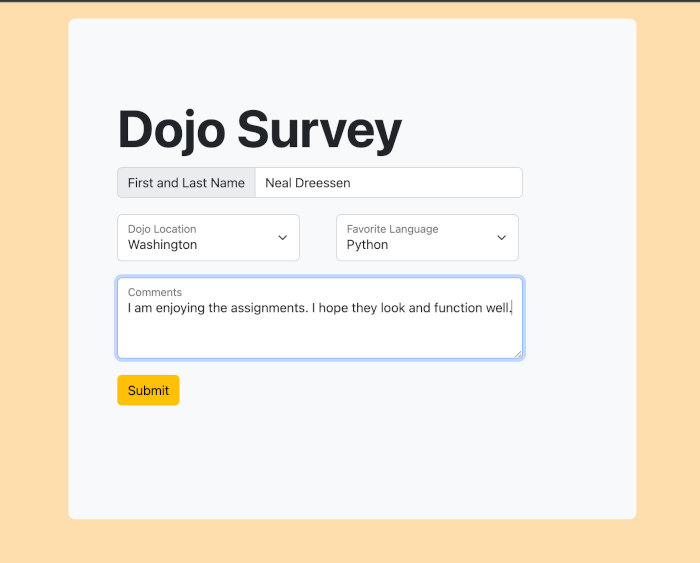 Dojo Survey
First and Last Name Neal Dreessen
Dojo Location Favorite Language
Washington Python
Comments
I am enjoying the assignments. I hope they look and function well.
Submit